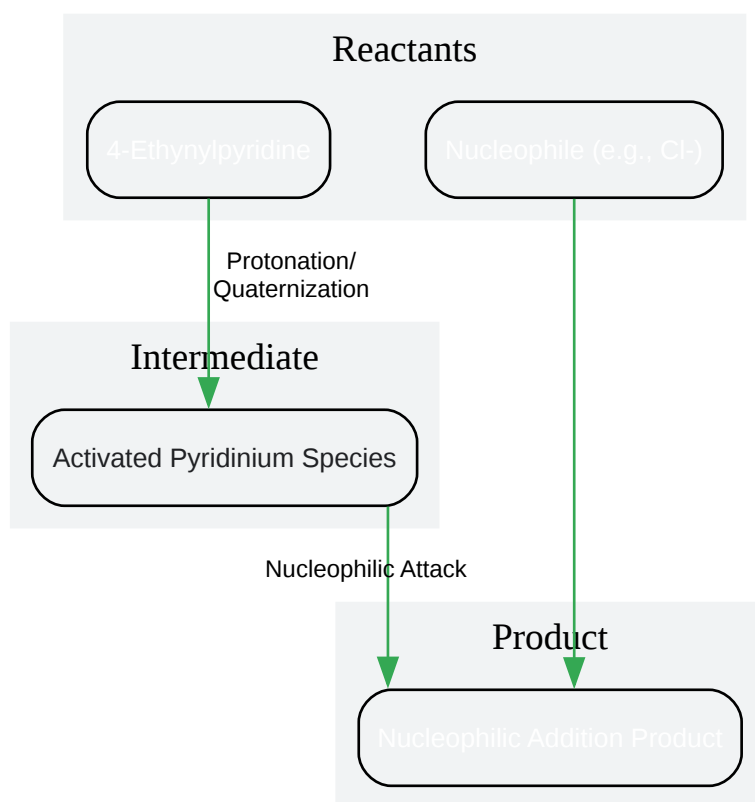 Reactants
4-Ethynylpyridine
Nucleophile (e.g., Cl-)
Protonation/
Quaternization
Intermediate
Activated Pyridinium Species
Nucleophilic Attack
Product
Nucleophilic Addition Product